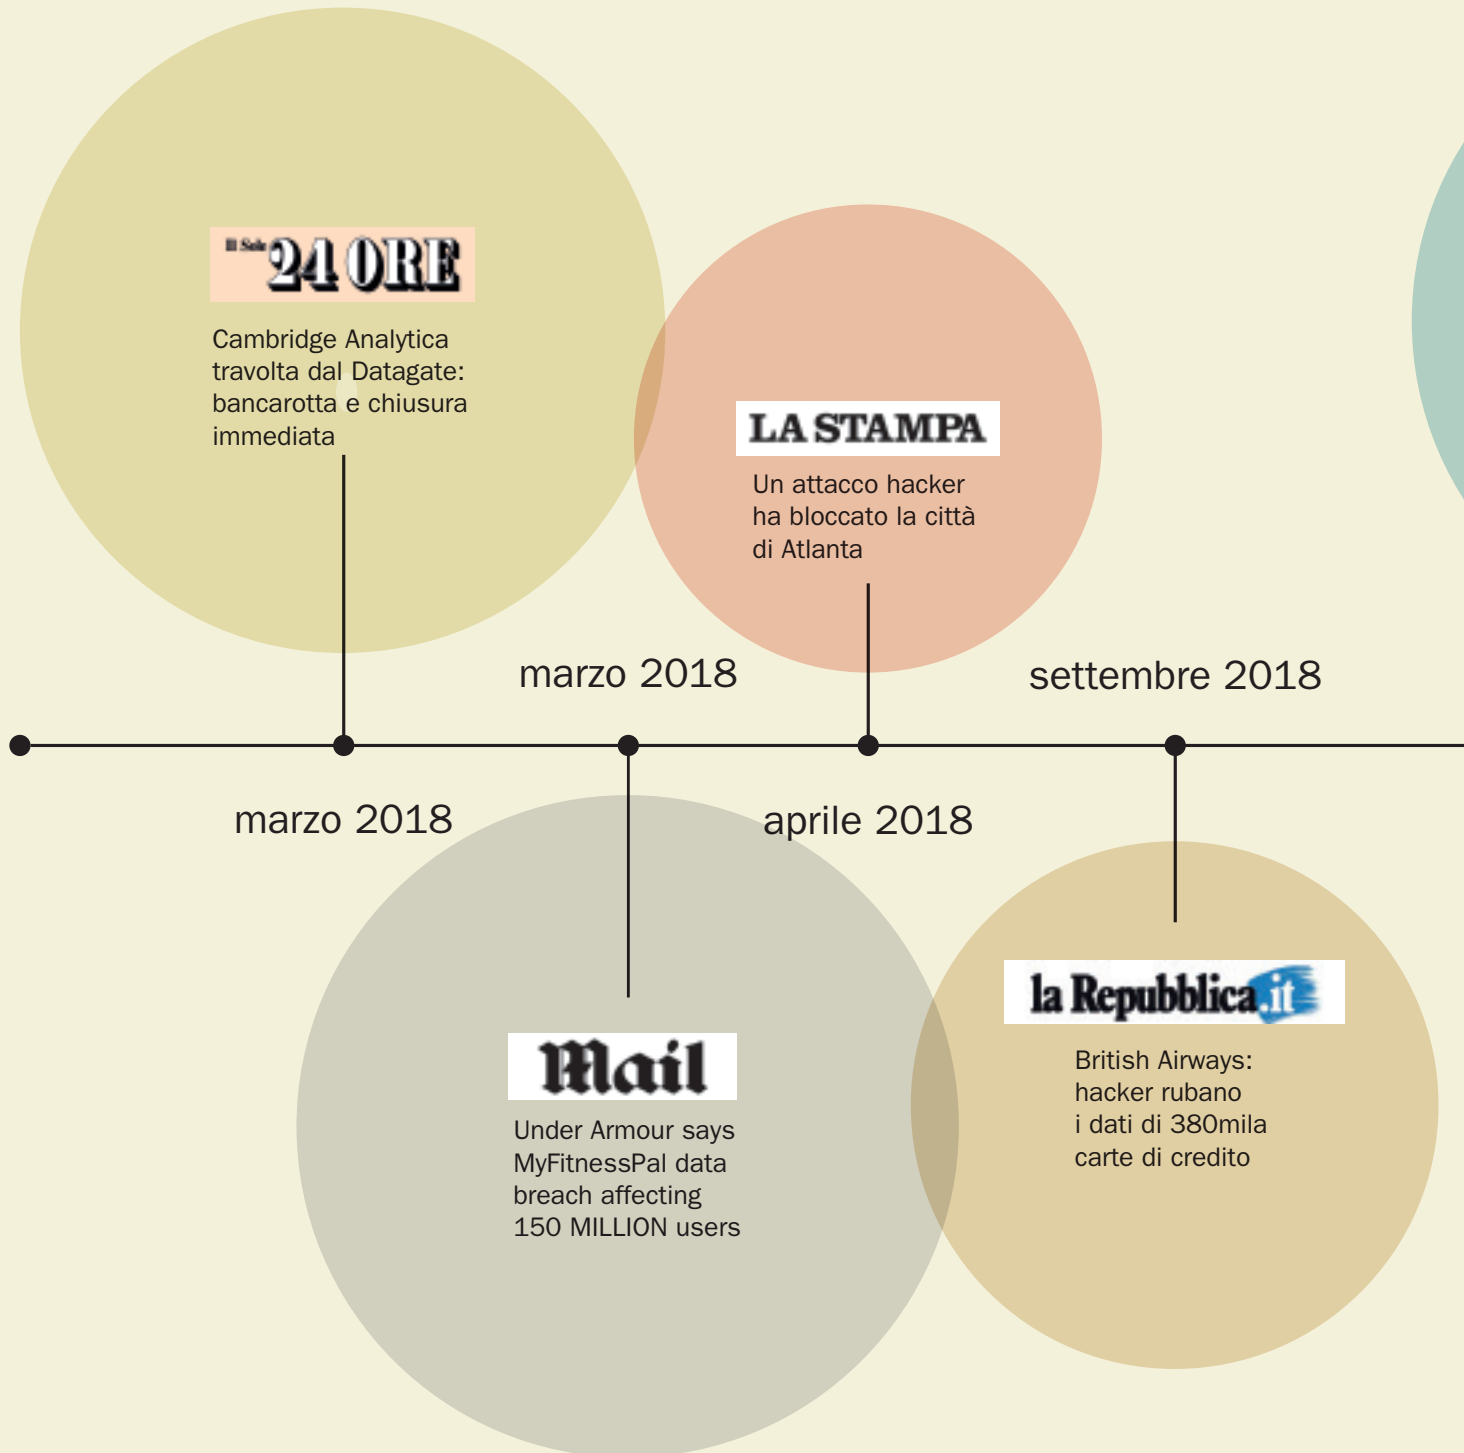 Il Sole
24 ORE
Cambridge Analytica
travolta dal Datagate:
bancarotta e chiusura
immediata
LA STAMPA
Un attacco hacker
ha bloccato la città
di Atlanta
marzo 2018
settembre 2018
marzo 2018
aprile 2018
Mail
Under Armour says
MyFitnessPal data
breach affecting
150 MILLION users
la Repubblica.it
British Airways:
hacker rubano
i dati di 380mila
carte di credito